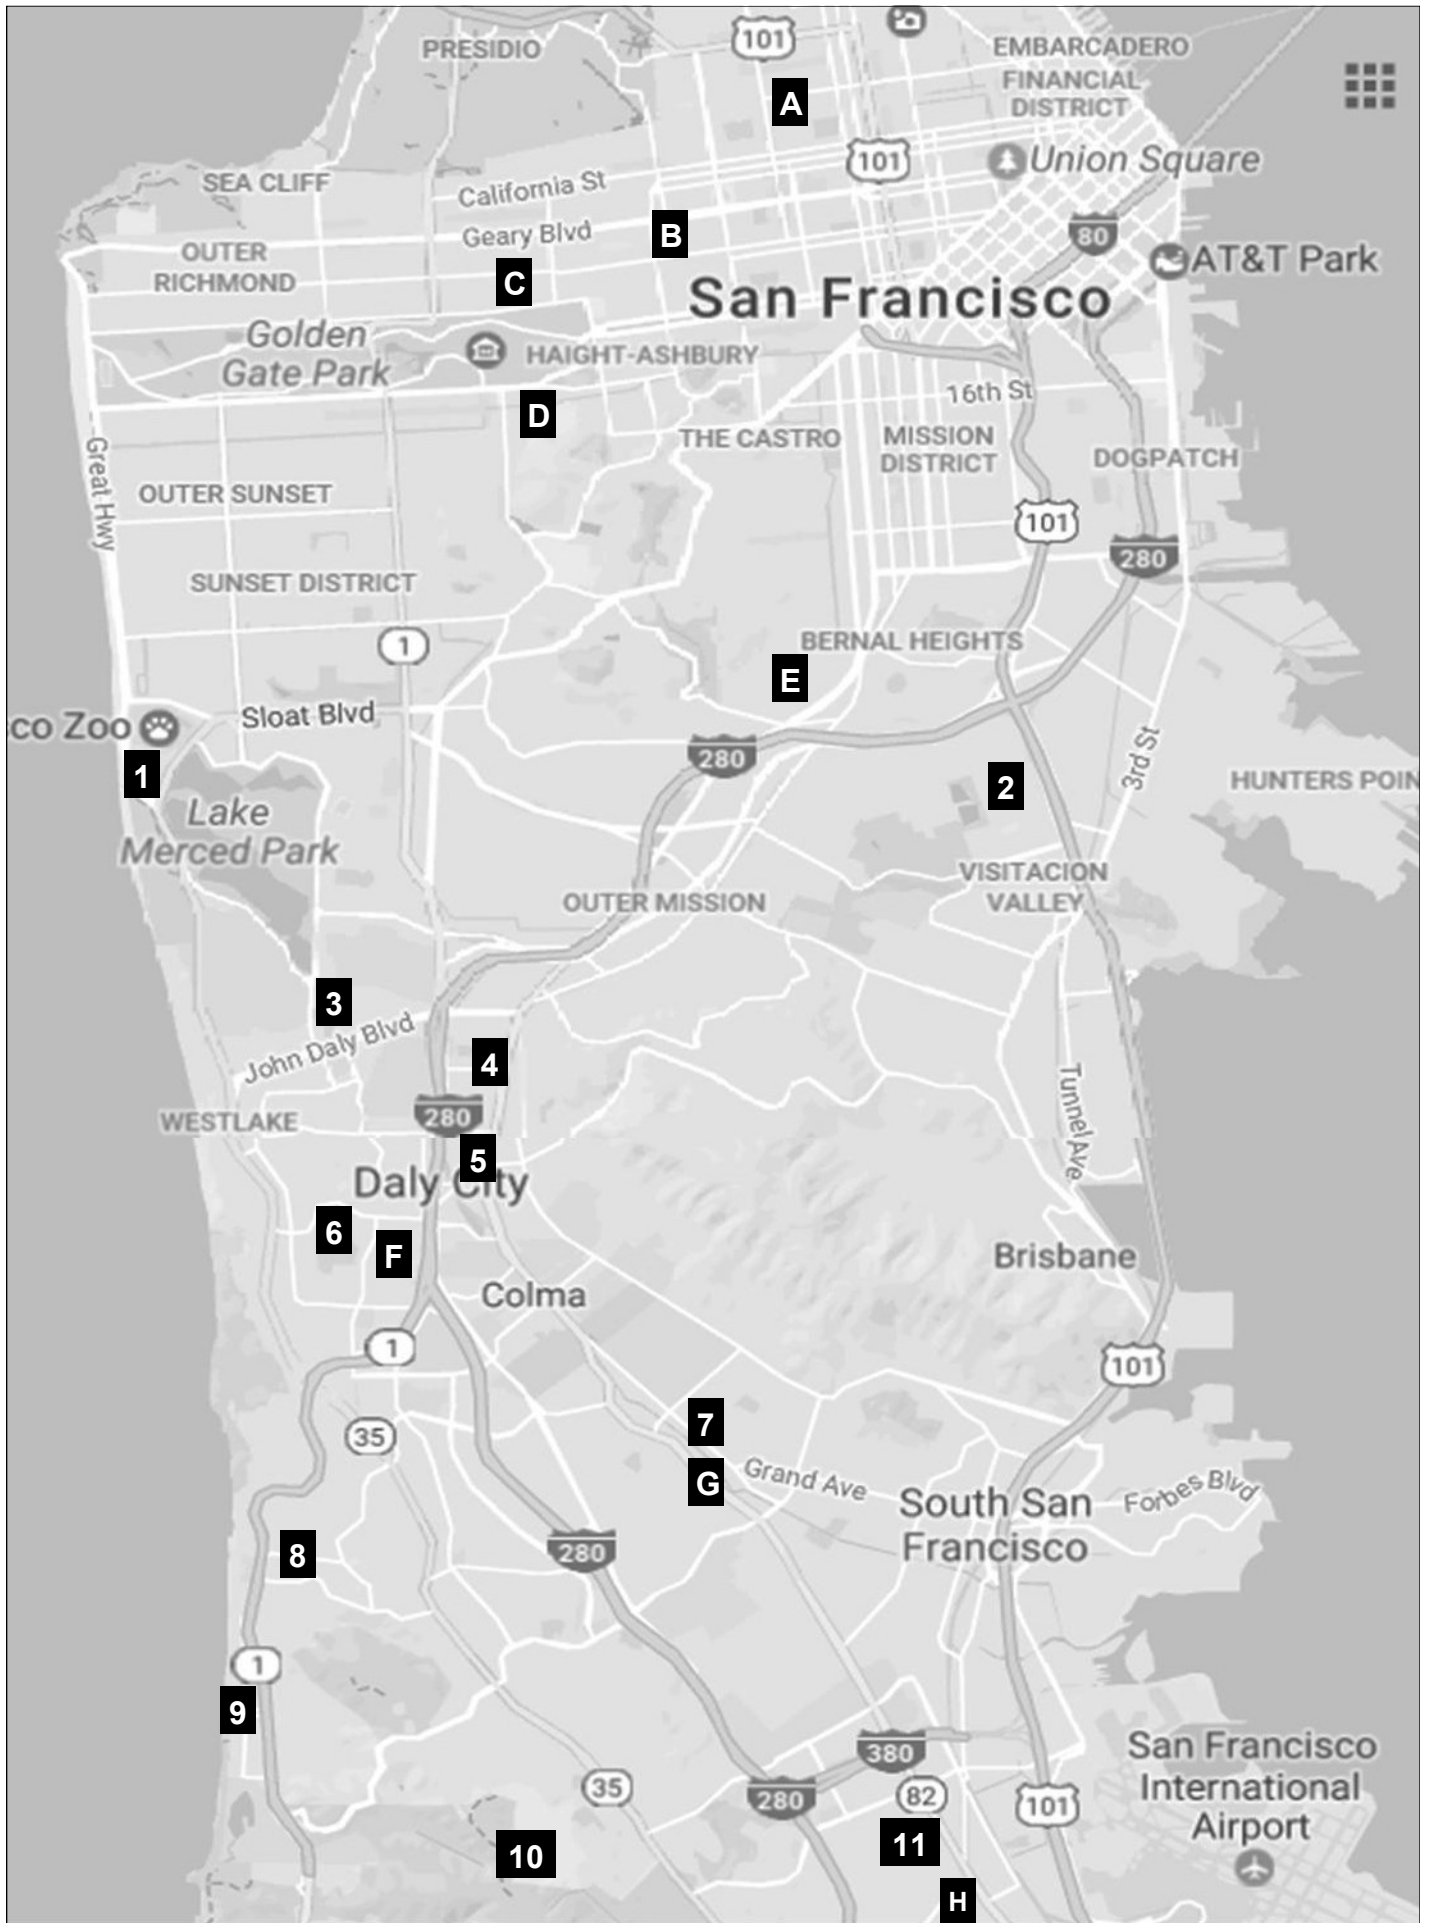 PRESIDIO
101
EMBARCADERO
FINANCIAL
DISTRICT
A
101
Union Square
SEA CLIFF
California St
B
Geary Blvd
80
OUTER
RICHMOND
C
AT&T Park
San Francisco
Golden
Gate Park
HAIGHT-ASHBURY
D
16th St
THE CASTRO
MISSION
DISTRICT
DOGPATCH
Great Hwy
OUTER SUNSET
101
280
SUNSET DISTRICT
1
BERNAL HEIGHTS
E
Sloat Blvd
cco Zoo
280
3rd St
1
2
HUNTERS POIN
Lake
Merced Park
VISITACION
VALLEY
OUTER MISSION
3
John Daly Blvd
4
280
Tunnel Ave
WESTLAKE
5
Daly City
6
F
Brisbane
Colma
1
101
7
35
G
Grand Ave
Forbes Blvd
South San
Francisco
8
280
1
9
380
San Francisco
International
Airport
35
280
82
101
11
10
H